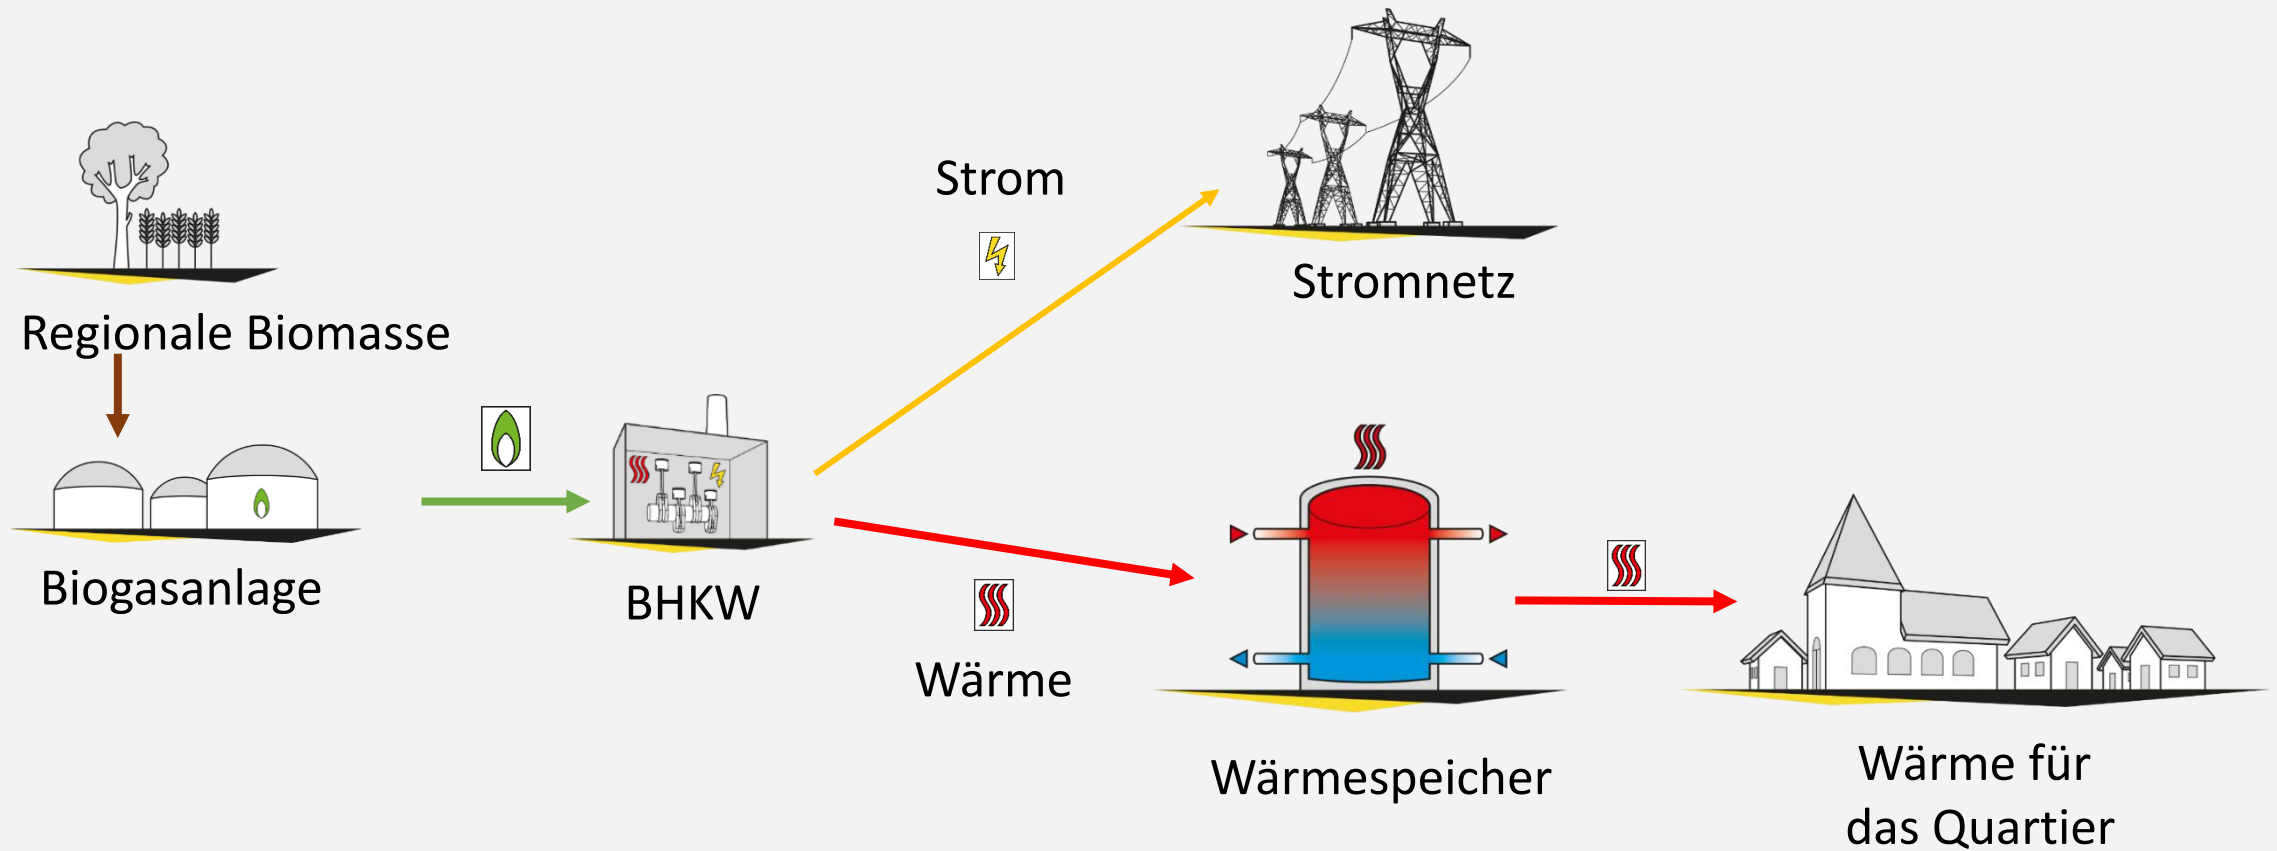 Strom
Stromnetz
Regionale Biomasse
Biogasanlage
BHKW
Wärme
Wärmespeicher
Wärme für
das Quartier